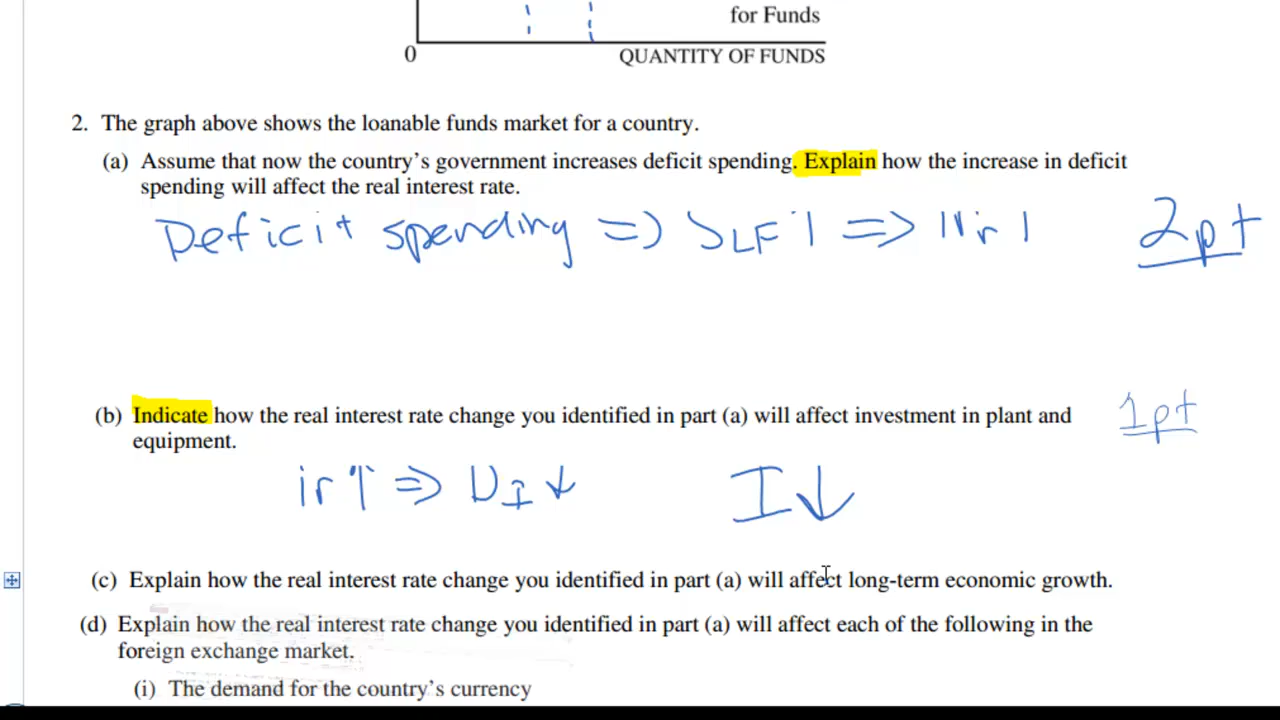 for Funds
0
QUANTITY OF FUNDS
2. The graph above shows the loanable funds market for a country.
(a) Assume that now the country's government increases deficit spending. Explain how the increase in deficit
spending will affect the real interest rate.
Deficit spending => LF => ir
2pt
(b) Indicate how the real interest rate change you identified in part (a) will affect investment in plant and
equipment.
1pt
ir↑ => DI↓ I↓
(c) Explain how the real interest rate change you identified in part (a) will affect long-term economic growth.
(d) Explain how the real interest rate change you identified in part (a) will affect each of the following in the
foreign exchange market.
(i) The demand for the country's currency